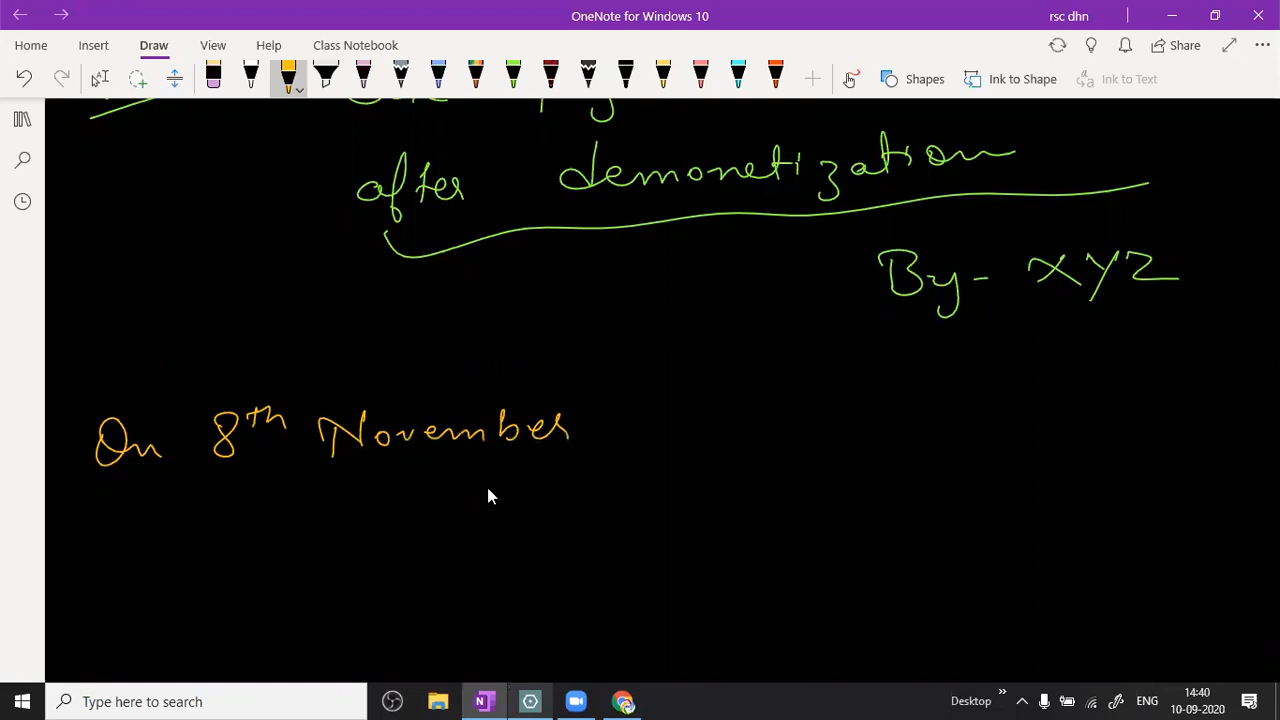 OneNote for Windows 10
rsc dhn
Home Insert Draw View Help Class Notebook
Share
Shapes Ink to Shape Ink to Text
after demonetization
By- XYZ
On 8th November
Type here to search
Desktop
ENG
14:40
10-09-2020